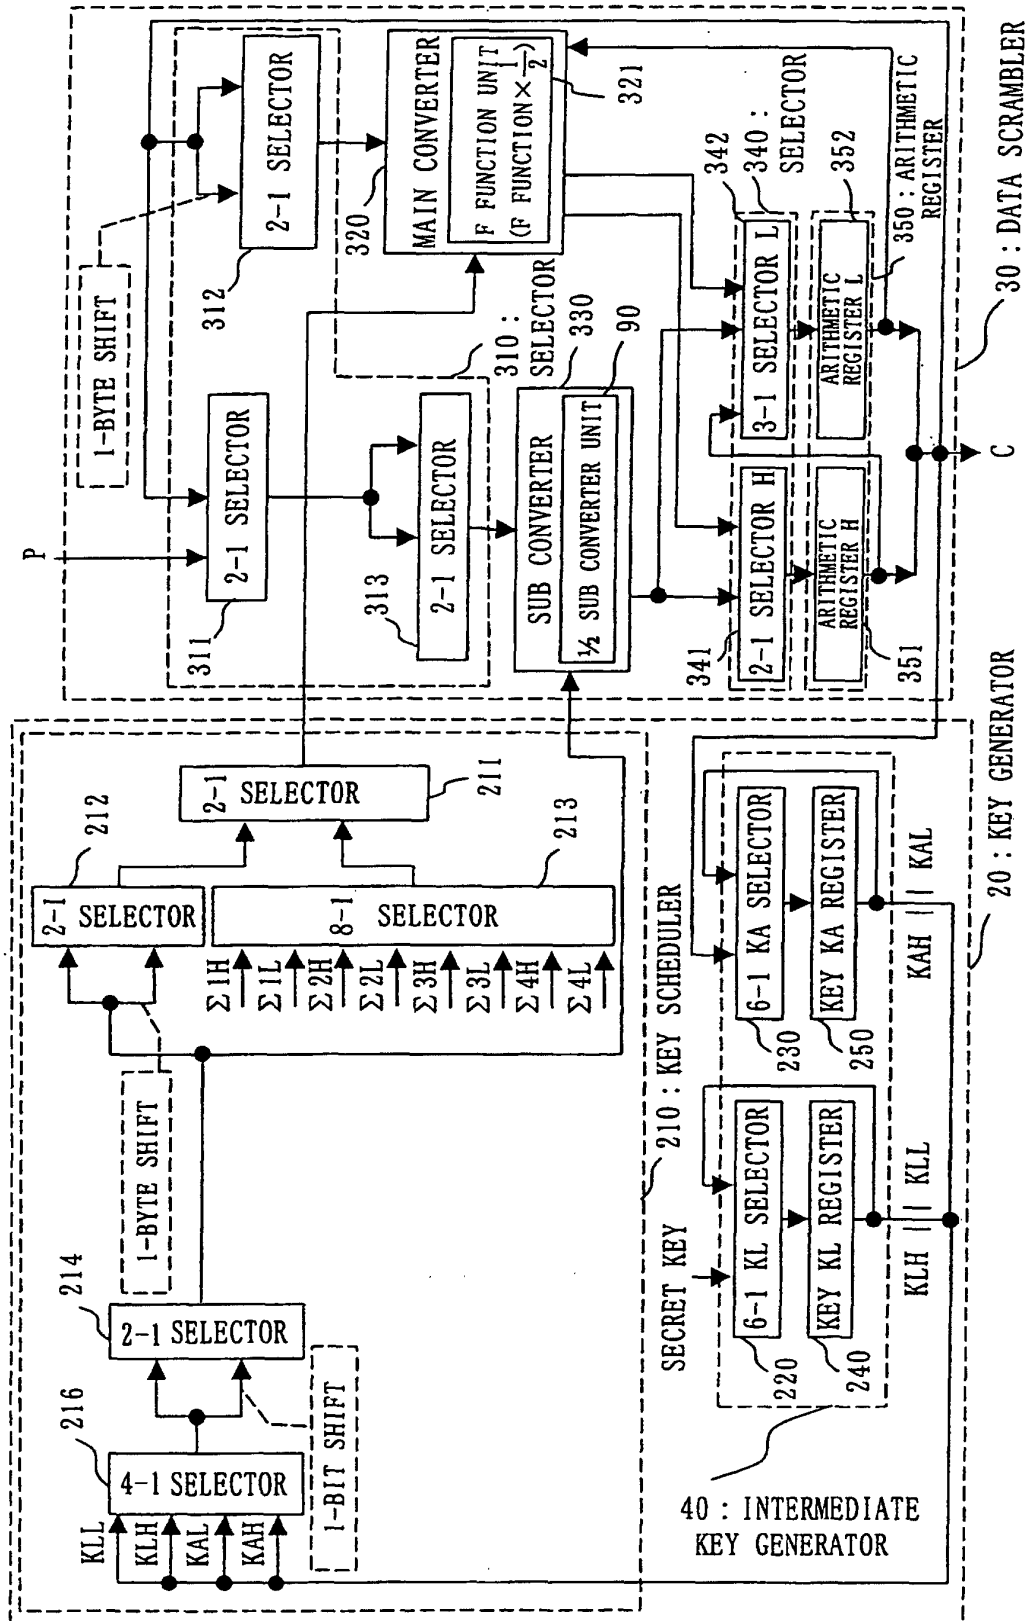 P
1-BYTE SHIFT
2-1 SELECTOR
311
2-1 SELECTOR
312
2-1 SELECTOR
313
310 :
SELECTOR
MAIN CONVERTER
320
F FUNCTION UNIT
(F FUNCTION×1/2)
321
SUB CONVERTER
330
½ SUB CONVERTER UNIT
90
2-1 SELECTOR H
341
3-1 SELECTOR L
342
340 :
SELECTOR
ARITHMETIC
REGISTER H
351
ARITHMETIC
REGISTER L
352
350 : ARITHMETIC
REGISTER
C
30 : DATA SCRAMBLER
KLL
KLH
KAL
KAH
4-1 SELECTOR
216
1-BIT SHIFT
2-1 SELECTOR
214
1-BYTE SHIFT
2-1
SELECTOR
212
Σ1H
Σ1L
Σ2H
Σ2L
Σ3H
Σ3L
Σ4H
Σ4L
8-1
SELECTOR
213
2-1
SELECTOR
211
210 : KEY SCHEDULER
SECRET KEY
6-1 KL SELECTOR
220
KEY KL REGISTER
240
6-1 KA SELECTOR
230
KEY KA REGISTER
250
KLH || KLL
KAH || KAL
40 : INTERMEDIATE
KEY GENERATOR
20 : KEY GENERATOR